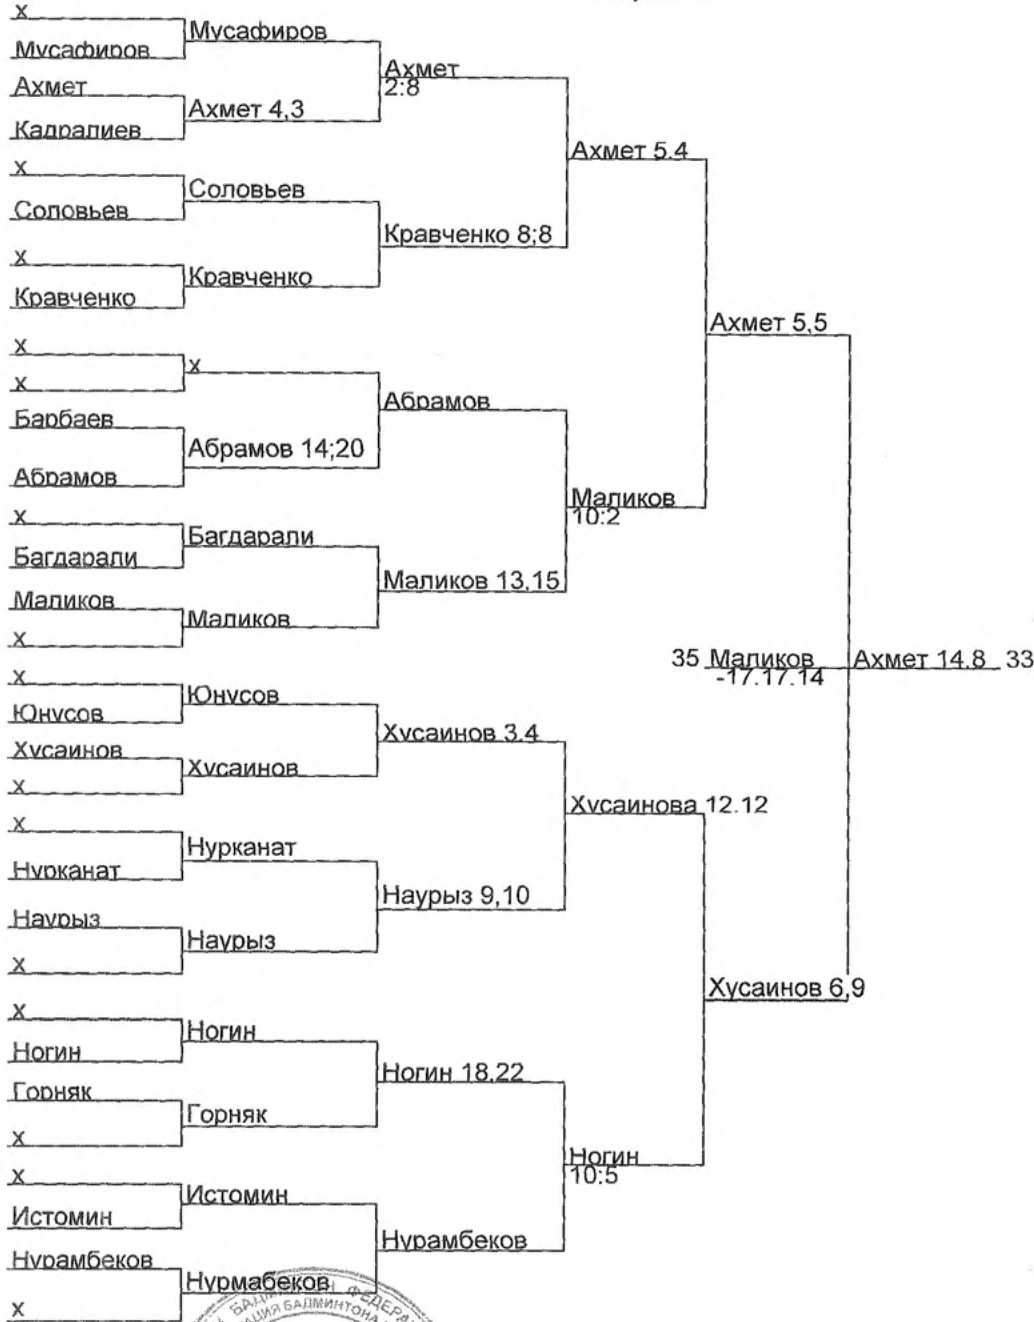 х
Мусафиров
Мусафиров
Ахмет
2:8
Ахмет
Ахмет 4,3
Кадралиев
Ахмет 5.4
х
Соловьев
Соловьев
Кравченко 8;8
х
Кравченко
Кравченко
Ахмет 5,5
х
х
х
Абрамов
Барбаев
Абрамов 14;20
Абрамов
Маликов
10:2
х
Багдарали
Багдарали
Маликов 13,15
Маликов
Маликов
х
35 Маликов
-17.17.14
Ахмет 14.8 33
х
Юнусов
Юнусов
Хусаинов 3,4
Хусаинов
Хусаинов
х
Хусаинова 12.12
х
Нурканат
Нурканат
Наурыз 9,10
Наурыз
Наурыз
х
Хусаинов 6,9
х
Ногин
Ногин
Ногин 18,22
Горняк
Горняк
х
Ногин
10:5
х
Истомин
Истомин
Нурамбеков
Нурамбеков
Нурмабеков
х
БАДМИНТОНА